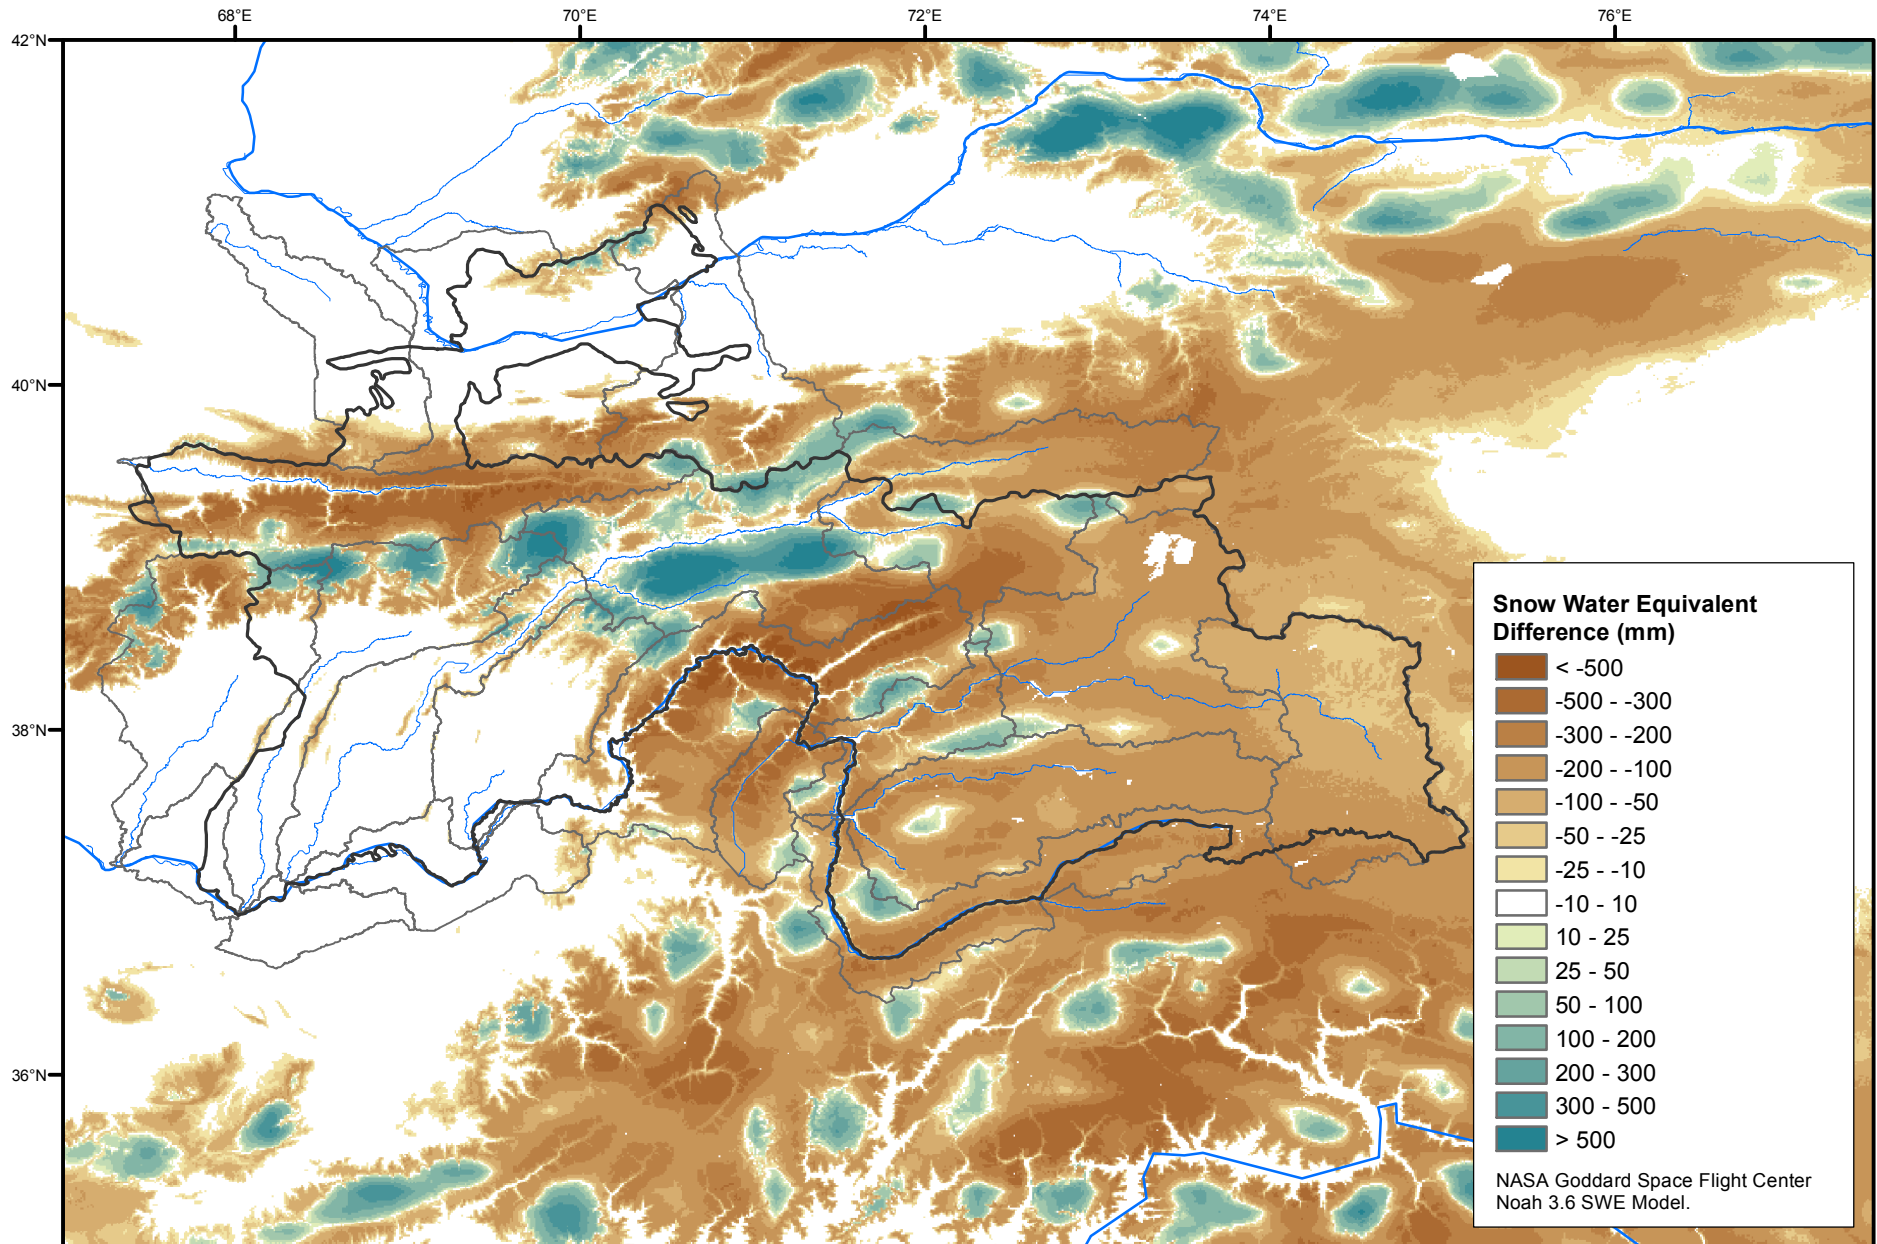 68°E
70°E
72°E
74°E
76°E
42°N
40°N
38°N
36°N
Snow Water Equivalent
Difference (mm)
< -500
-500 - -300
-300 - -200
-200 - -100
-100 - -50
-50 - -25
-25 - -10
-10 - 10
10 - 25
25 - 50
50 - 100
100 - 200
200 - 300
300 - 500
> 500
NASA Goddard Space Flight Center
Noah 3.6 SWE Model.